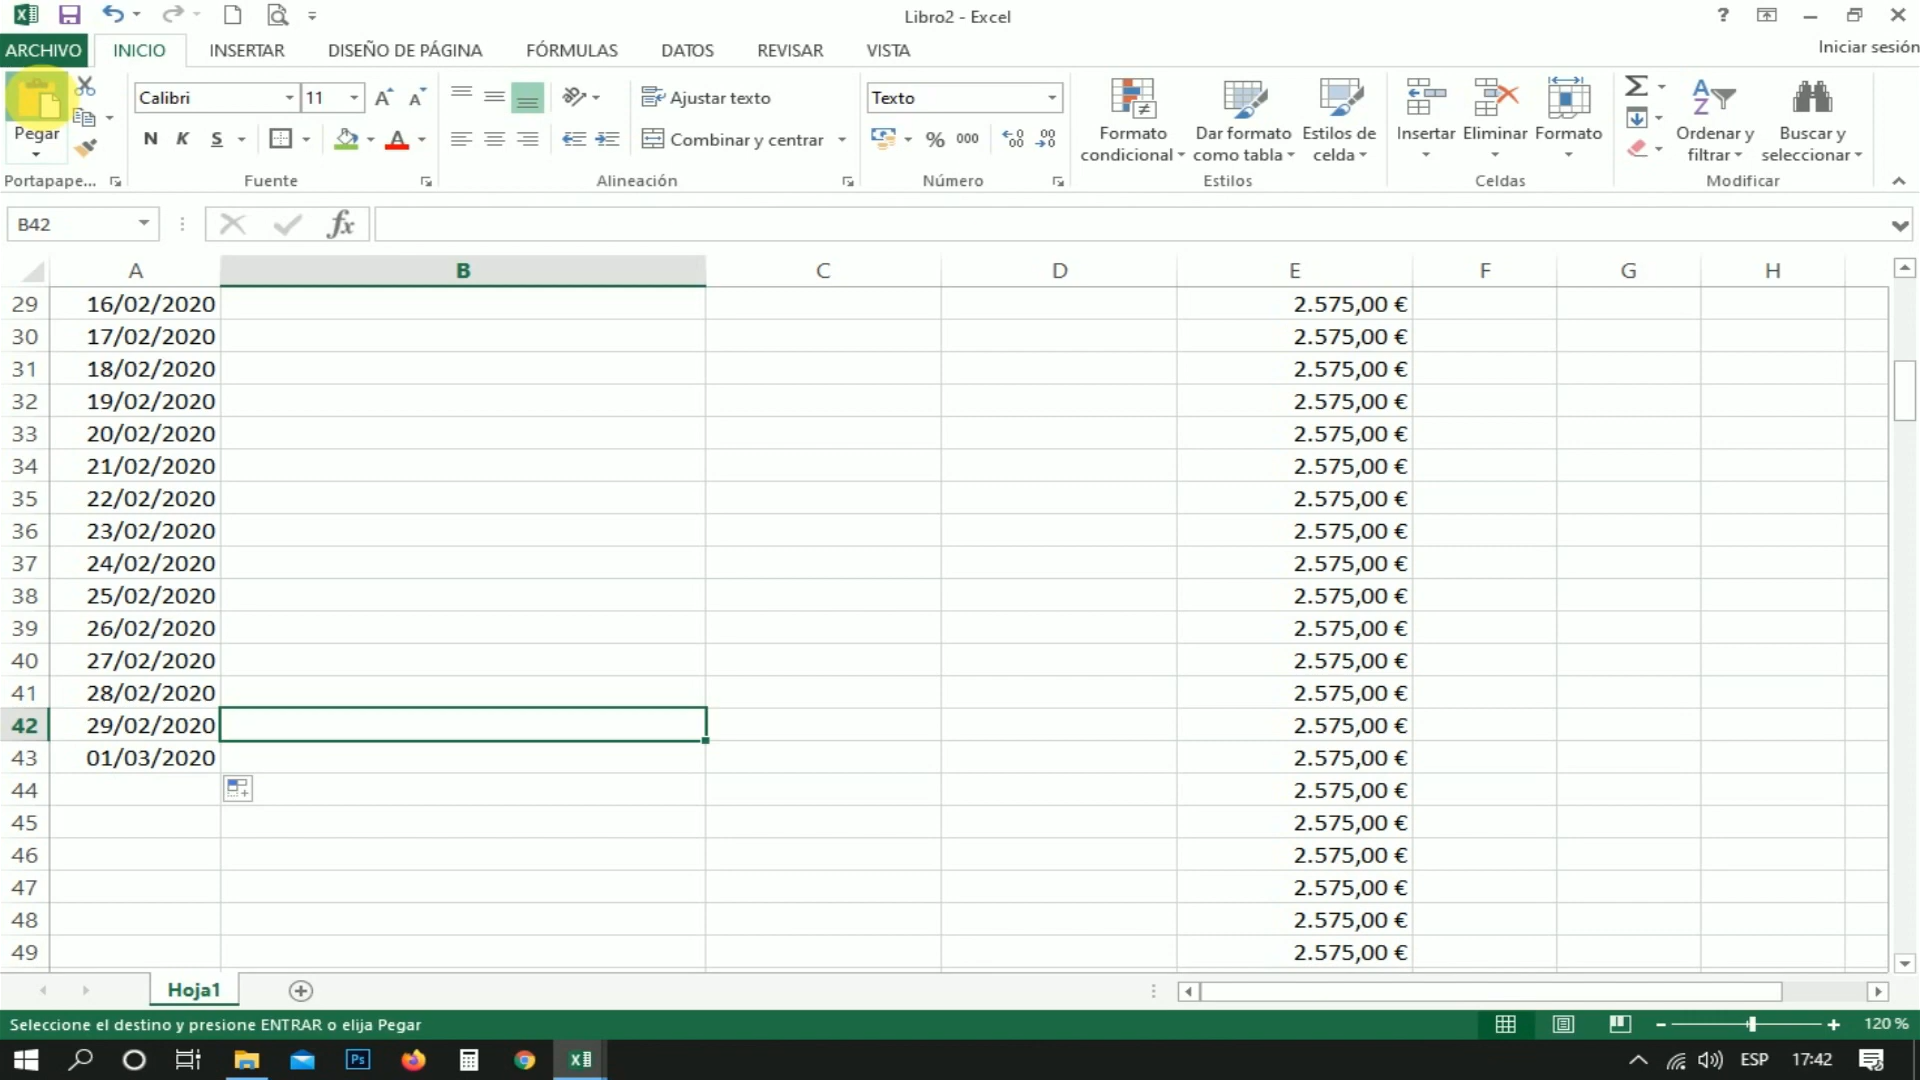 Libro2 - Excel
?
ARCHIVO INICIO INSERTAR DISEÑO DE PÁGINA FÓRMULAS DATOS REVISAR VISTA Iniciar sesión
Pegar
Portapape...
Calibri 11 A A
N K S A
Fuente
Ajustar texto
Combinar y centrar
Alineación
Texto
% 000
Número
Formato condicional
Dar formato como tabla
Estilos de celda
Estilos
Insertar Eliminar Formato
Celdas
Σ
Ordenar y filtrar
Buscar y seleccionar
Modificar
B42 fx
A B C D E F G H
29 16/02/2020 2.575,00 €
30 17/02/2020 2.575,00 €
31 18/02/2020 2.575,00 €
32 19/02/2020 2.575,00 €
33 20/02/2020 2.575,00 €
34 21/02/2020 2.575,00 €
35 22/02/2020 2.575,00 €
36 23/02/2020 2.575,00 €
37 24/02/2020 2.575,00 €
38 25/02/2020 2.575,00 €
39 26/02/2020 2.575,00 €
40 27/02/2020 2.575,00 €
41 28/02/2020 2.575,00 €
42 29/02/2020 2.575,00 €
43 01/03/2020 2.575,00 €
44 2.575,00 €
45 2.575,00 €
46 2.575,00 €
47 2.575,00 €
48 2.575,00 €
49 2.575,00 €
Hoja1
Seleccione el destino y presione ENTRAR o elija Pegar 120 %
Ps ESP 17:42